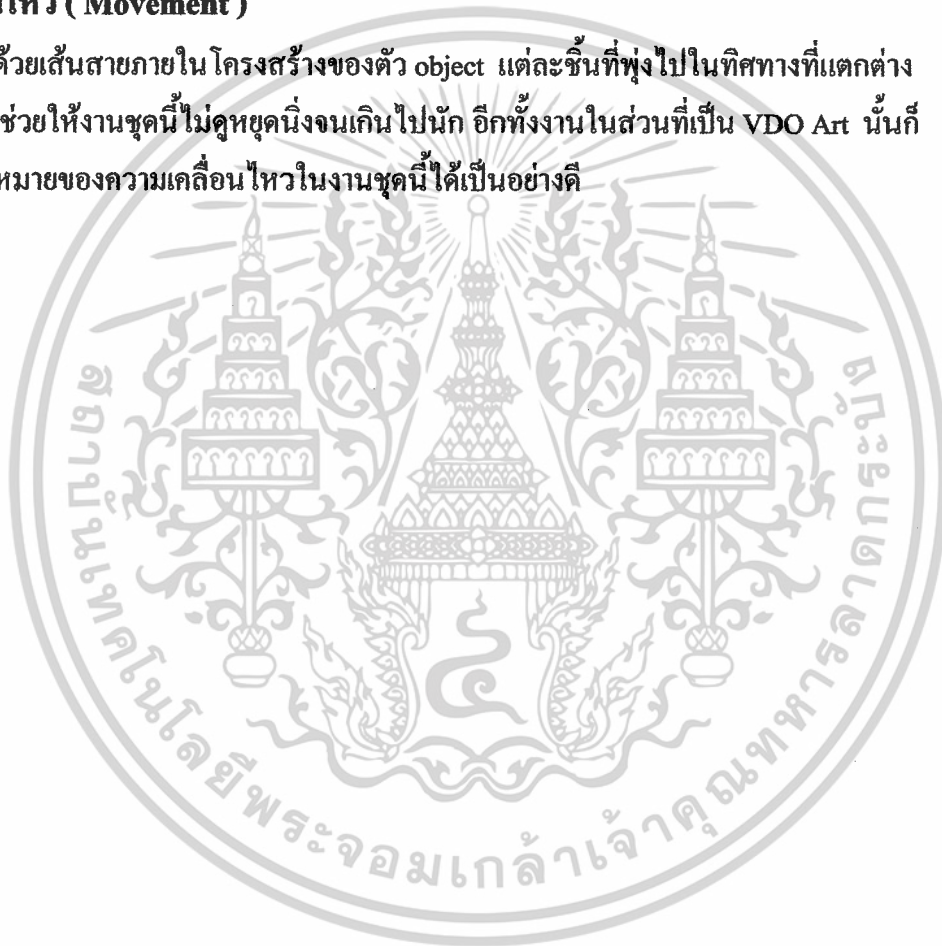 นไหว ( Movement )
ด้วยเส้นสายภายในโครงสร้างของตัว object แต่ละชิ้นที่พุ่งไปในทิศทางที่แตกต่าง
ช่วยให้งานชุดนี้ไม่ดูหยุดนิ่งจนเกินไปนัก อีกทั้งงานในส่วนที่เป็น VDO Art นั้นก็
หมายของความเคลื่อนไหวในงานชุดนี้ได้เป็นอย่างดี
สถาบันเทคโนโลยีพระจอมเกล้าเจ้าคุณทหารลาดกระบัง
๔